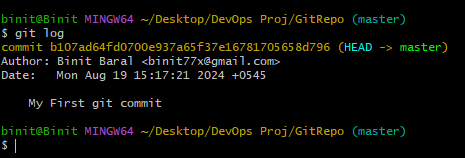 binit@Binit MINGW64 ~/Desktop/DevOps Proj/GitRepo (master)
$ git log
commit b107ad64fd0700e937a65f37e16781705658d796 (HEAD -> master)
Author: Binit Baral <binit77x@gmail.com>
Date:   Mon Aug 19 15:17:21 2024 +0545
    My First git commit
binit@Binit MINGW64 ~/Desktop/DevOps Proj/GitRepo (master)
$